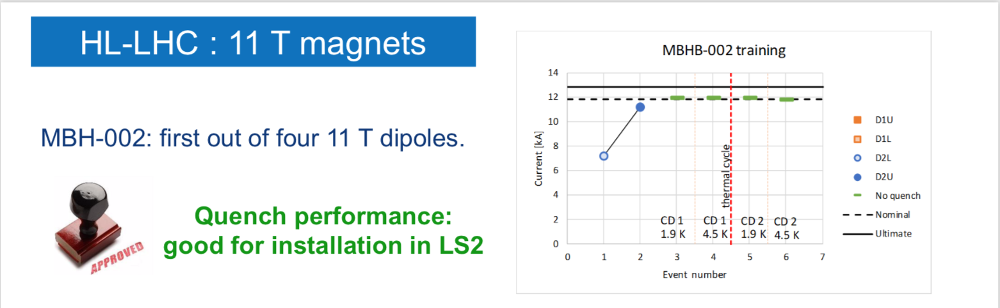 HL-LHC : 11 T magnets
MBH-002: first out of four 11 T dipoles.
APPROVED
Quench performance:
good for installation in LS2
MBHB-002 training
Current [kA]
14
12
10
8
6
4
2
0
thermal cycle
CD 1
1.9 K
CD 1
4.5 K
CD 2
1.9 K
CD 2
4.5 K
0 1 2 3 4 5 6 7
Event number
D1U
D1L
D2L
D2U
No quench
Nominal
Ultimate